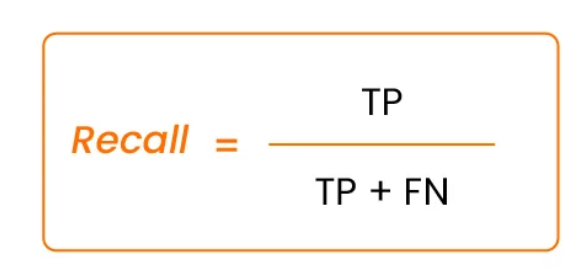 TP
Recall =
TP + FN